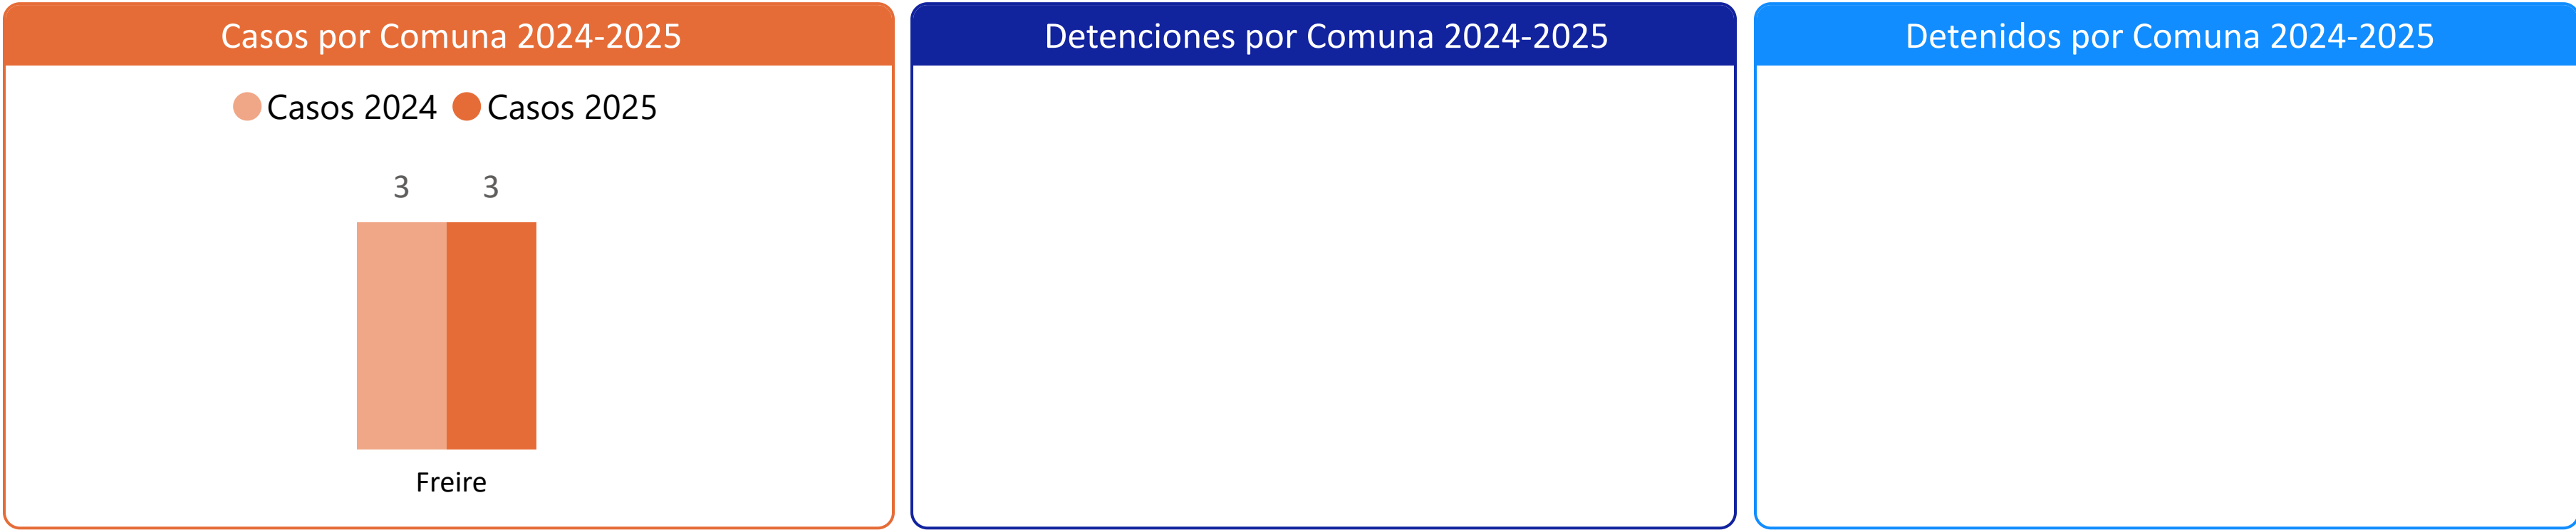 Casos por Comuna 2024-2025
Casos 2024 Casos 2025
3 3
Freire
Detenciones por Comuna 2024-2025
Detenidos por Comuna 2024-2025